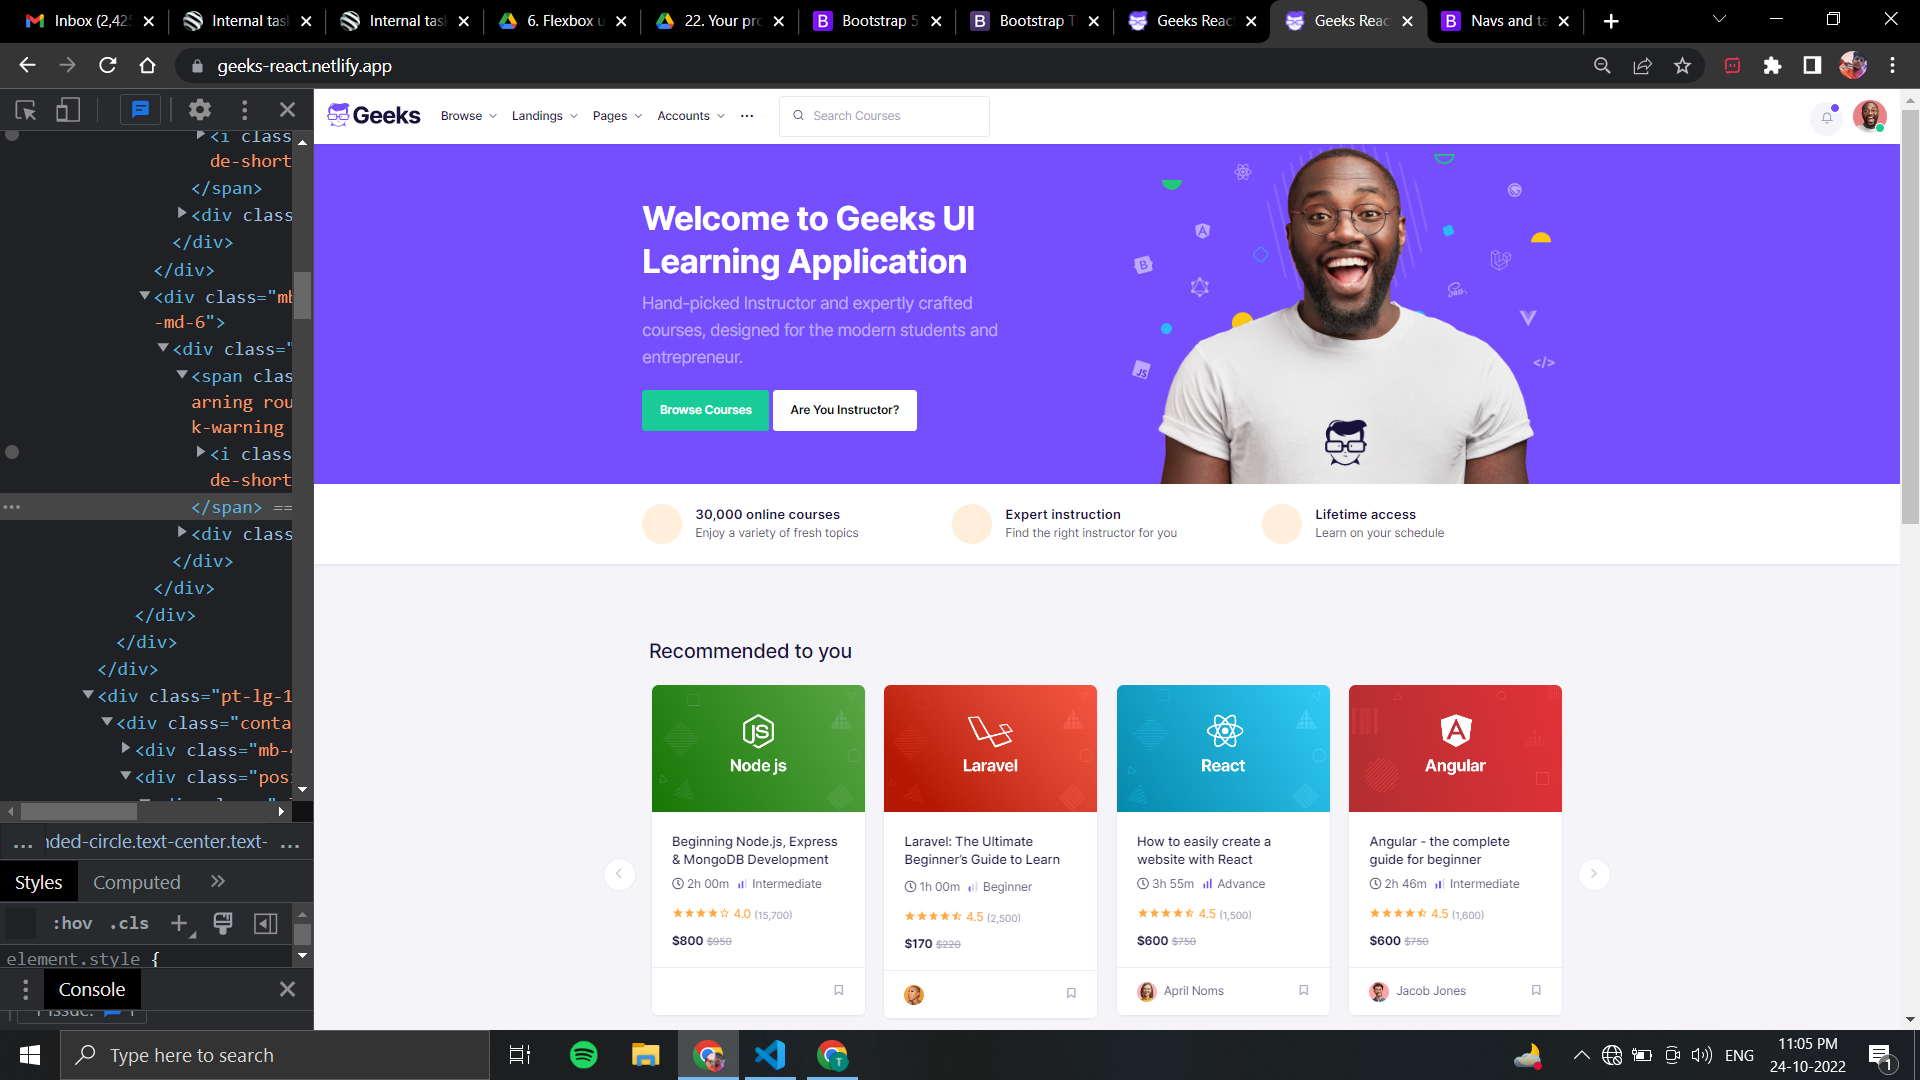 Inbox (2,42
Internal tas
Internal tas
6. Flexbox u
22. Your pro
Bootstrap 5
Bootstrap T
Geeks Reac
Geeks Reac
Navs and ta
geeks-react.netlify.app
<i class
de-short
</span>
<div class
</div>
</div>
<div class="mb
-md-6">
<div class="
<span clas
arning rou
k-warning
<i class
de-short
</span> ==
<div class
</div>
</div>
</div>
</div>
</div>
<div class="pt-lg-1
<div class="conta
<div class="mb-4
<div class="pos
... nded-circle.text-center.text- ...
Styles
Computed
:hov .cls
element.style {
Console
Geeks
Browse
Landings
Pages
Accounts
Search Courses
Welcome to Geeks UI
Learning Application
Hand-picked Instructor and expertly crafted
courses, designed for the modern students and
entrepreneur.
Browse Courses
Are You Instructor?
B
JS
</>
30,000 online courses
Enjoy a variety of fresh topics
Expert instruction
Find the right instructor for you
Lifetime access
Learn on your schedule
Recommended to you
JS
Node js
Beginning Node.js, Express
& MongoDB Development
2h 00m Intermediate
4.0 (15,700)
$800 $950
Laravel
Laravel: The Ultimate
Beginner's Guide to Learn
1h 00m Beginner
4.5 (2,500)
$170 $220
React
How to easily create a
website with React
3h 55m Advance
4.5 (1,500)
$600 $750
April Noms
Angular
Angular - the complete
guide for beginner
2h 46m Intermediate
4.5 (1,600)
$600 $750
Jacob Jones
Type here to search
ENG
11:05 PM
24-10-2022
1